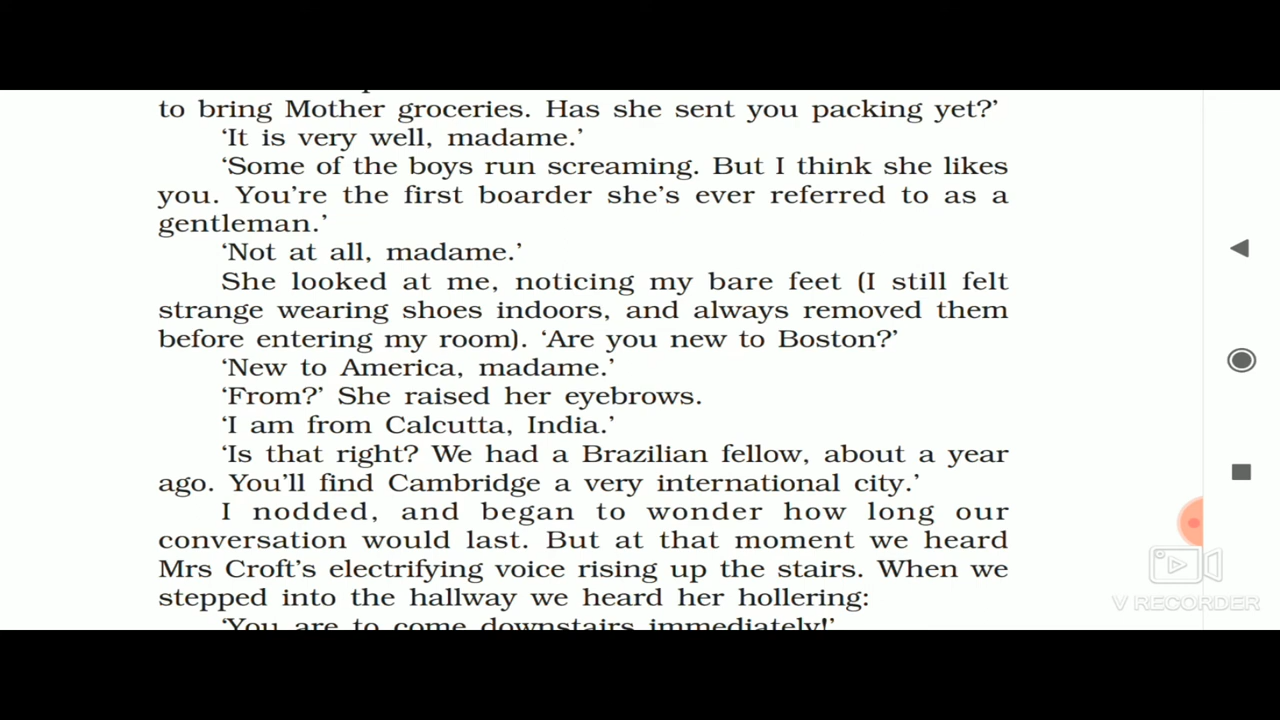 to bring Mother groceries. Has she sent you packing yet?’
‘It is very well, madame.’
‘Some of the boys run screaming. But I think she likes
you. You’re the first boarder she’s ever referred to as a
gentleman.’
‘Not at all, madame.’
She looked at me, noticing my bare feet (I still felt
strange wearing shoes indoors, and always removed them
before entering my room). ‘Are you new to Boston?’
‘New to America, madame.’
‘From?’ She raised her eyebrows.
‘I am from Calcutta, India.’
‘Is that right? We had a Brazilian fellow, about a year
ago. You’ll find Cambridge a very international city.’
I nodded, and began to wonder how long our
conversation would last. But at that moment we heard
Mrs Croft’s electrifying voice rising up the stairs. When we
stepped into the hallway we heard her hollering:
‘You are to come downstairs immediately!’
V RECORDER